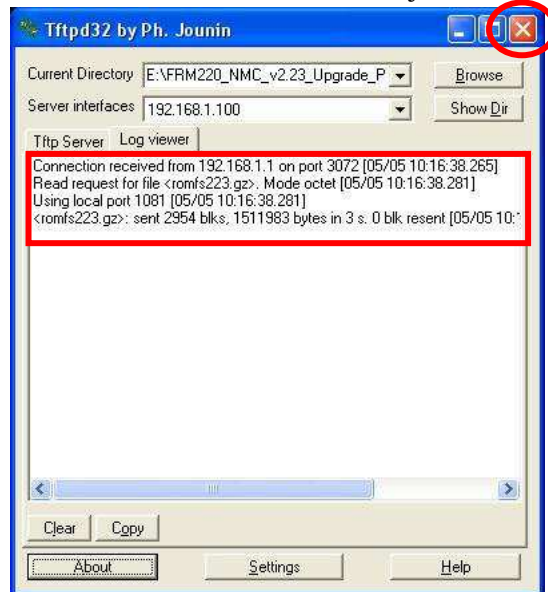 Tftpd32 by Ph. Jounin
Current Directory E:\FRM220_NMC_v2.23_Upgrade_P Browse
Server interfaces 192.168.1.100 Show Dir
Tftp Server Log viewer
Connection received from 192.168.1.1 on port 3072 [05/05 10:16:38.265]
Read request for file <romfs223.gz>. Mode octet [05/05 10:16:38.281]
Using local port 1081 [05/05 10:16:38.281]
<romfs223.gz>: sent 2954 blks, 1511983 bytes in 3 s. 0 blk resent [05/05 10:
Clear Copy
About Settings Help